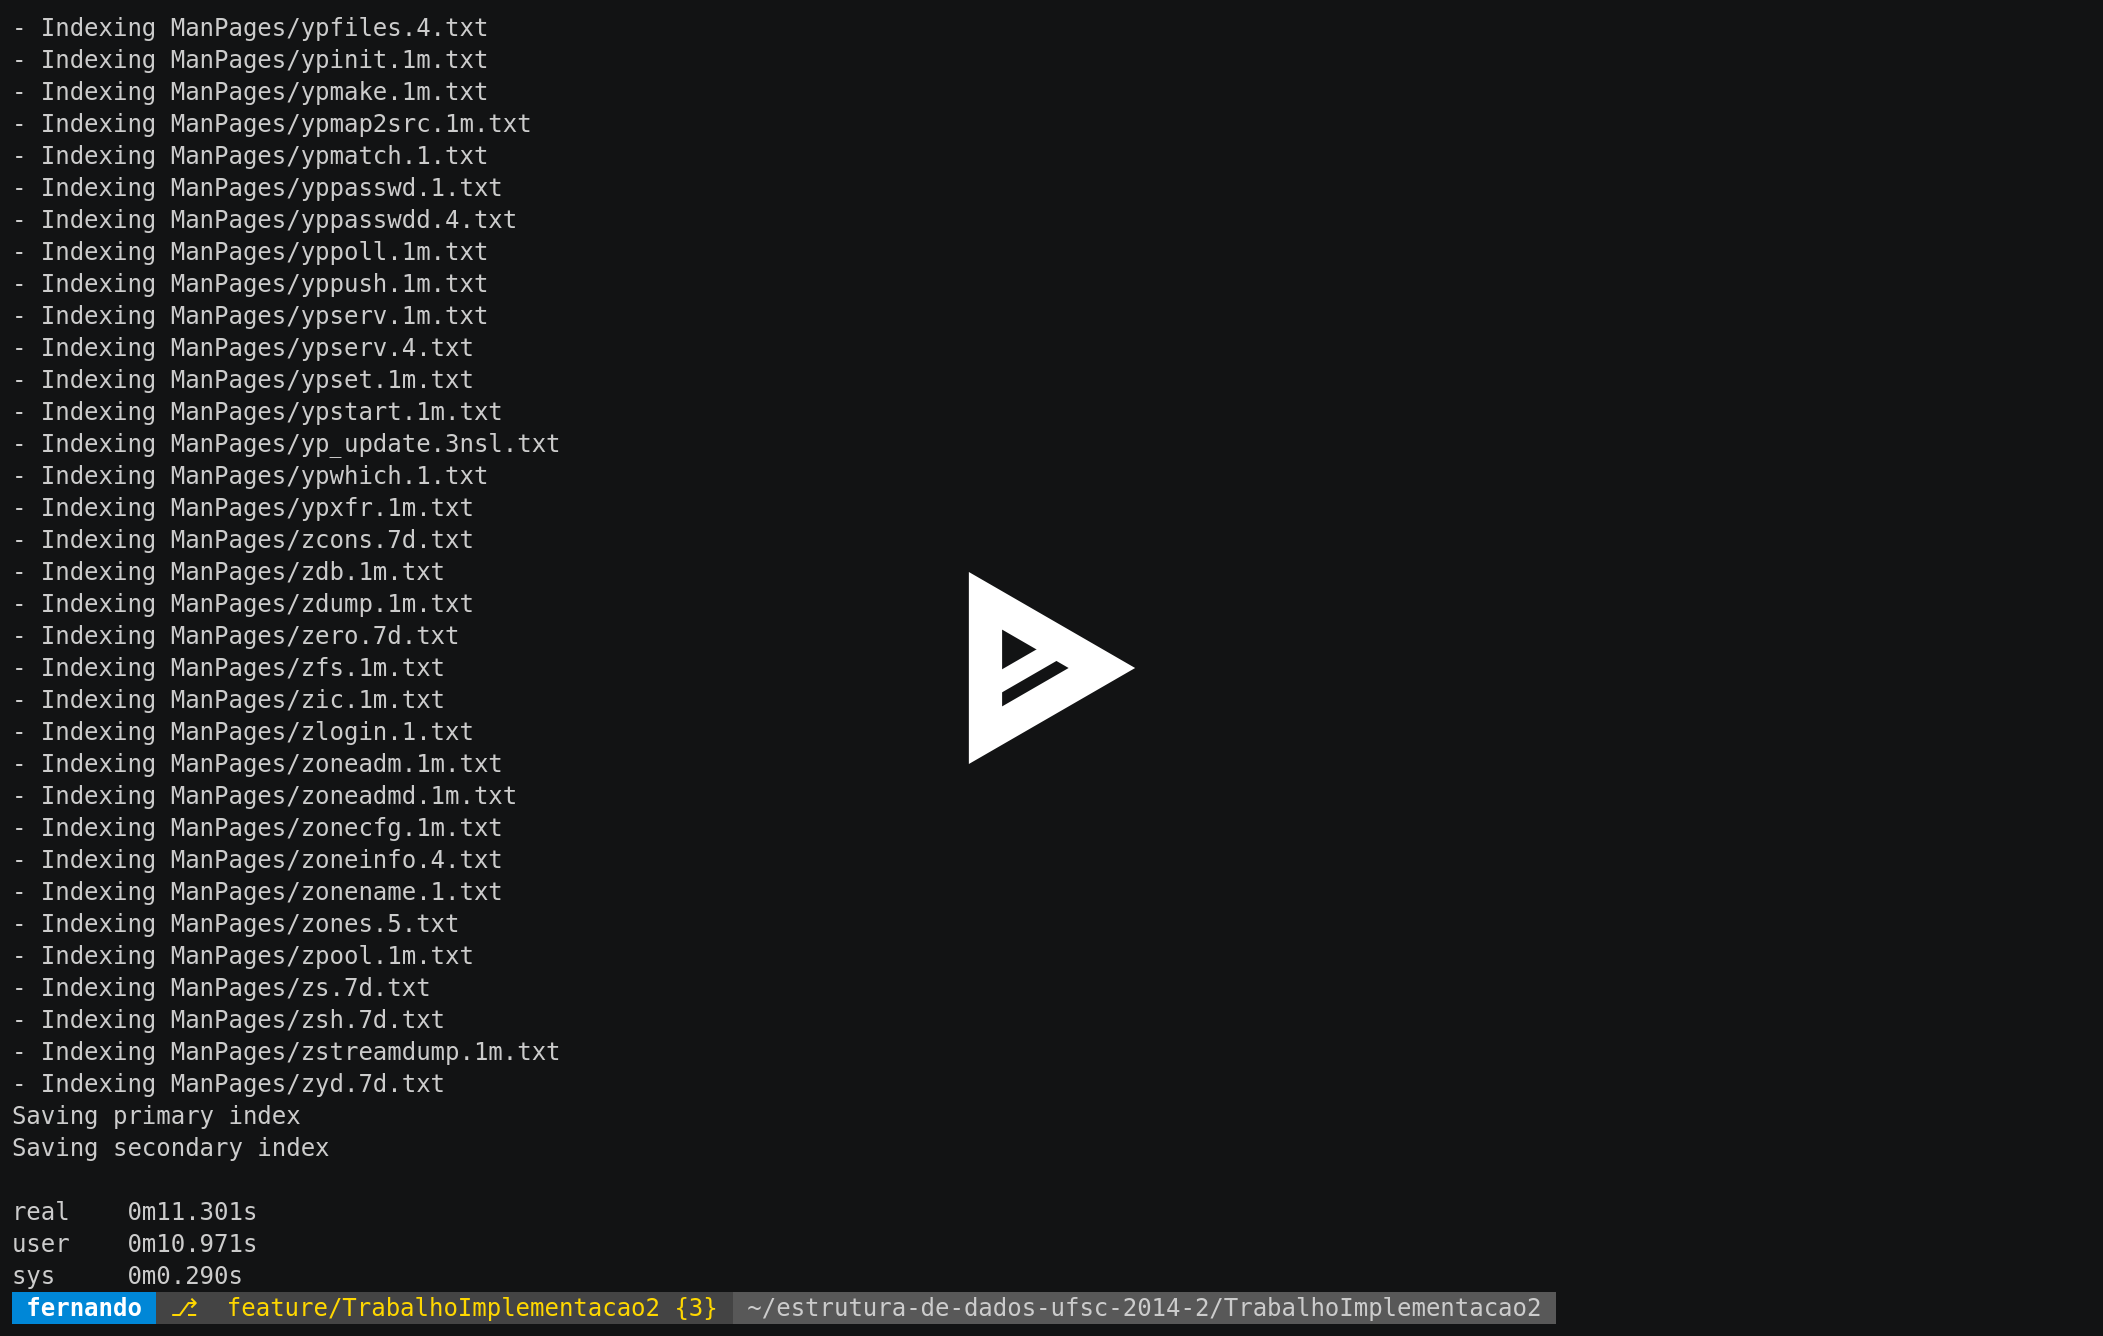 - Indexing ManPages/ypfiles.4.txt
- Indexing ManPages/ypinit.1m.txt
- Indexing ManPages/ypmake.1m.txt
- Indexing ManPages/ypmap2src.1m.txt
- Indexing ManPages/ypmatch.1.txt
- Indexing ManPages/yppasswd.1.txt
- Indexing ManPages/yppasswdd.4.txt
- Indexing ManPages/yppoll.1m.txt
- Indexing ManPages/yppush.1m.txt
- Indexing ManPages/ypserv.1m.txt
- Indexing ManPages/ypserv.4.txt
- Indexing ManPages/ypset.1m.txt
- Indexing ManPages/ypstart.1m.txt
- Indexing ManPages/yp_update.3nsl.txt
- Indexing ManPages/ypwhich.1.txt
- Indexing ManPages/ypxfr.1m.txt
- Indexing ManPages/zcons.7d.txt
- Indexing ManPages/zdb.1m.txt
- Indexing ManPages/zdump.1m.txt
- Indexing ManPages/zero.7d.txt
- Indexing ManPages/zfs.1m.txt
- Indexing ManPages/zic.1m.txt
- Indexing ManPages/zlogin.1.txt
- Indexing ManPages/zoneadm.1m.txt
- Indexing ManPages/zoneadmd.1m.txt
- Indexing ManPages/zonecfg.1m.txt
- Indexing ManPages/zoneinfo.4.txt
- Indexing ManPages/zonename.1.txt
- Indexing ManPages/zones.5.txt
- Indexing ManPages/zpool.1m.txt
- Indexing ManPages/zs.7d.txt
- Indexing ManPages/zsh.7d.txt
- Indexing ManPages/zstreamdump.1m.txt
- Indexing ManPages/zyd.7d.txt
Saving primary index
Saving secondary index
real    0m11.301s
user    0m10.971s
sys     0m0.290s
fernando ⎇ feature/TrabalhoImplementacao2 {3} ~/estrutura-de-dados-ufsc-2014-2/TrabalhoImplementacao2